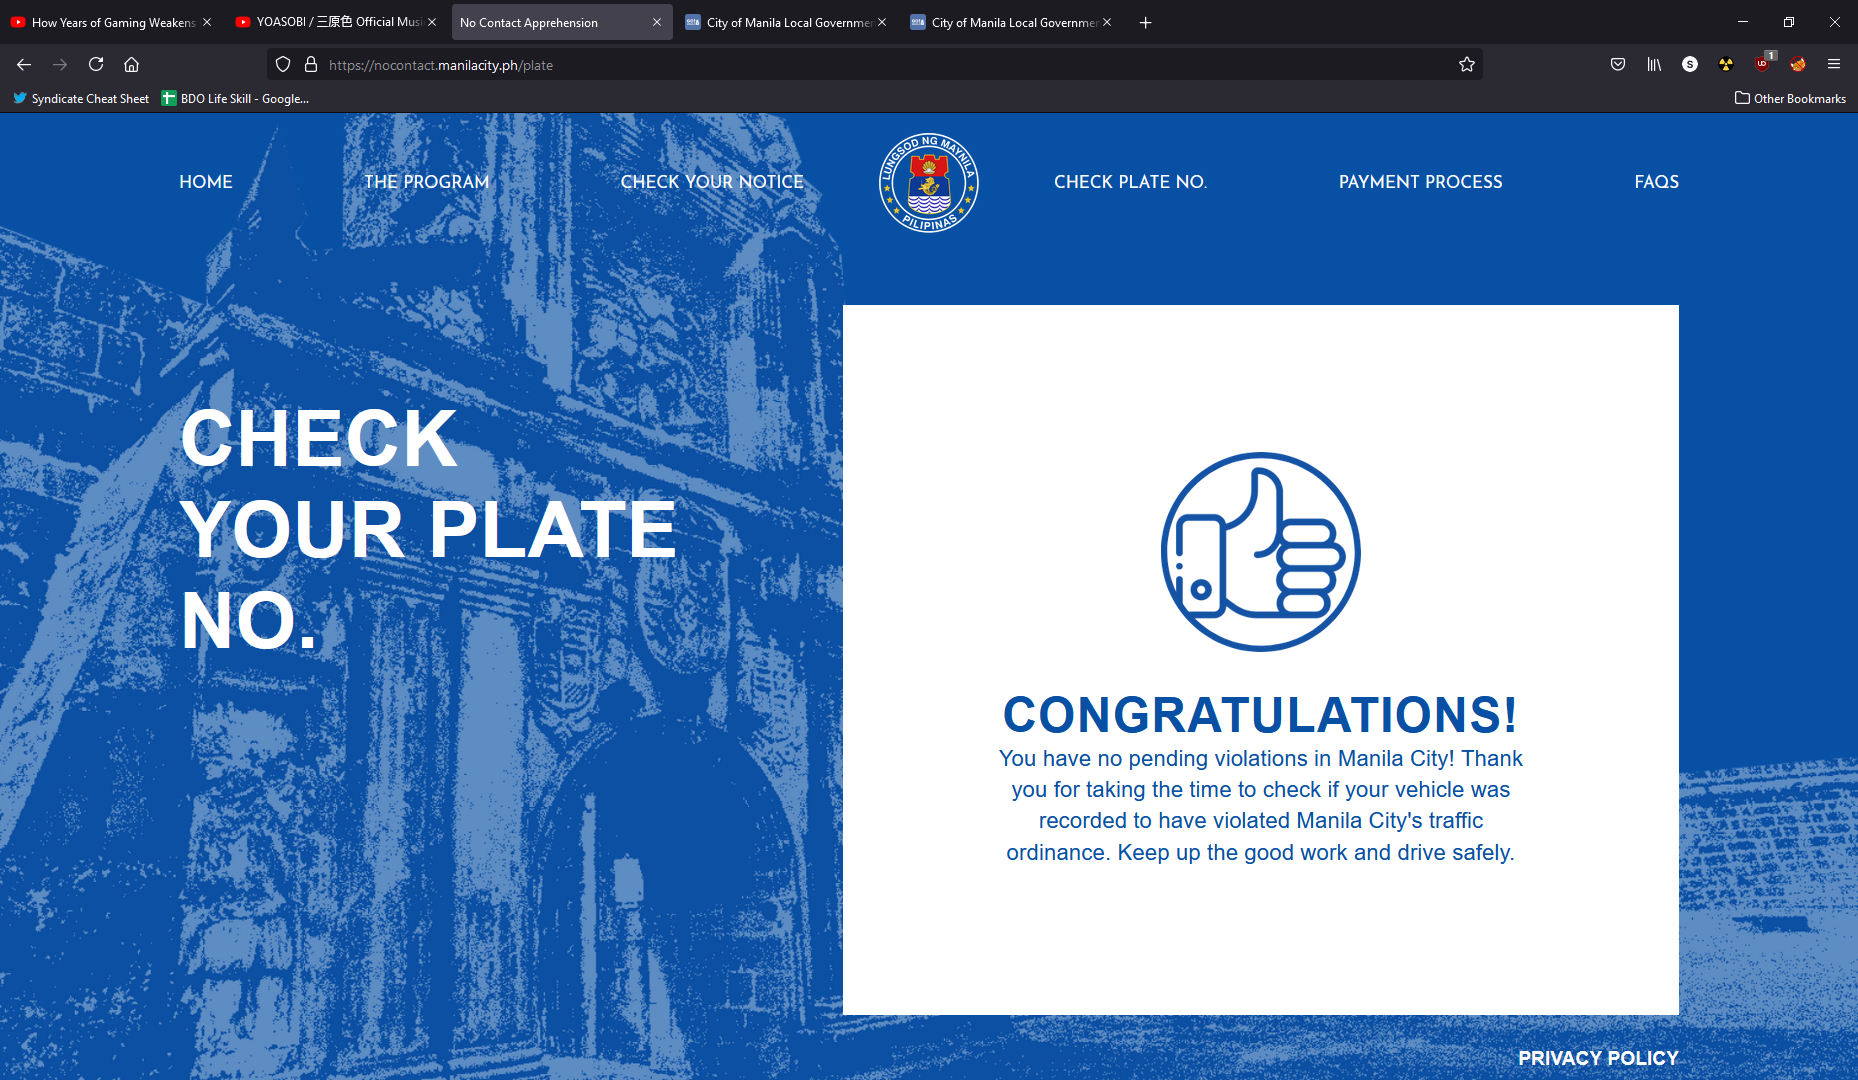 How Years of Gaming Weakens
YOASOBI / 三原色 Official Musi
No Contact Apprehension
City of Manila Local Governmen
City of Manila Local Governmen
https://nocontact.manilacity.ph/plate
S
1
Syndicate Cheat Sheet
BDO Life Skill - Google...
Other Bookmarks
HOME
THE PROGRAM
CHECK YOUR NOTICE
LUNGSOD NG MAYNILA
PILIPINAS
CHECK PLATE NO.
PAYMENT PROCESS
FAQS
CHECK
YOUR PLATE
NO.
CONGRATULATIONS!
You have no pending violations in Manila City! Thank
you for taking the time to check if your vehicle was
recorded to have violated Manila City's traffic
ordinance. Keep up the good work and drive safely.
PRIVACY POLICY